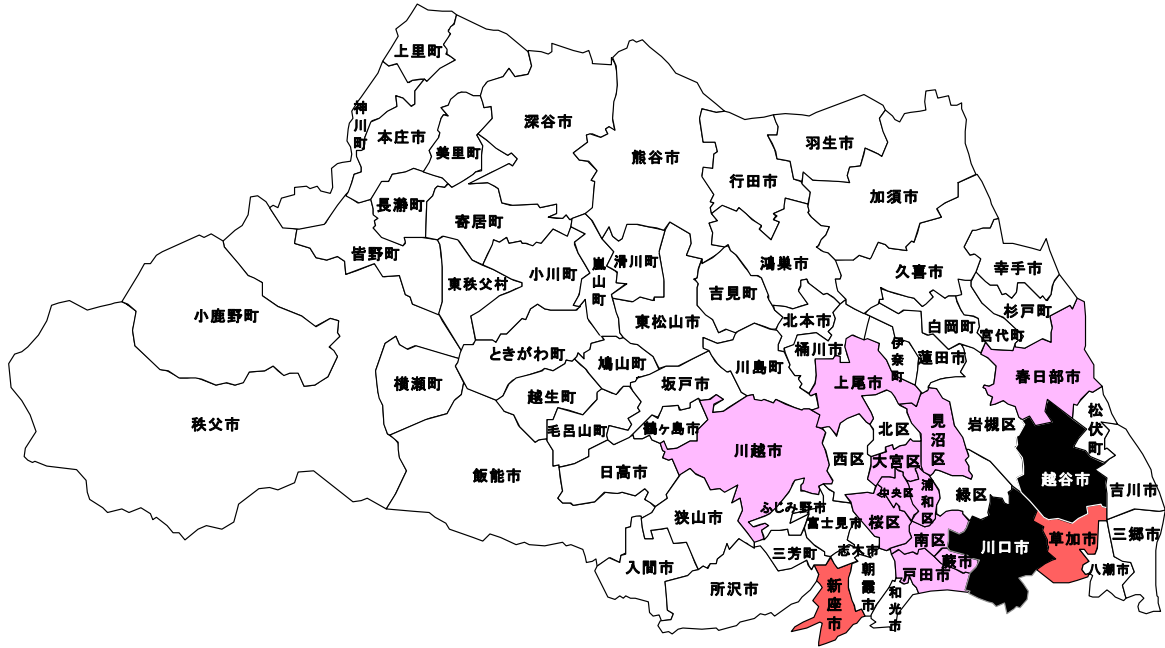 上里町
神川町
本庄市
美里町
深谷市
熊谷市
行田市
羽生市
加須市
長瀞町
寄居町
皆野町
東秩父村
小川町
嵐山町
滑川町
吉見町
鴻巣市
久喜市
幸手市
小鹿野町
東松山市
北本市
杉戸町
白岡町
宮代町
桶川市
伊奈町
蓮田市
ときがわ町
鳩山町
川島町
横瀬町
越生町
坂戸市
上尾市
春日部市
秩父市
毛呂山町
鶴ヶ島市
北区
見沼区
岩槻区
松伏町
飯能市
日高市
川越市
西区
大宮区
越谷市
吉川市
中央区
浦和区
緑区
狭山市
ふじみ野市
富士見市
桜区
南区
川口市
草加市
三郷市
入間市
三芳町
志木市
所沢市
新座市
朝霞市
和光市
戸田市
蕨市
八潮市